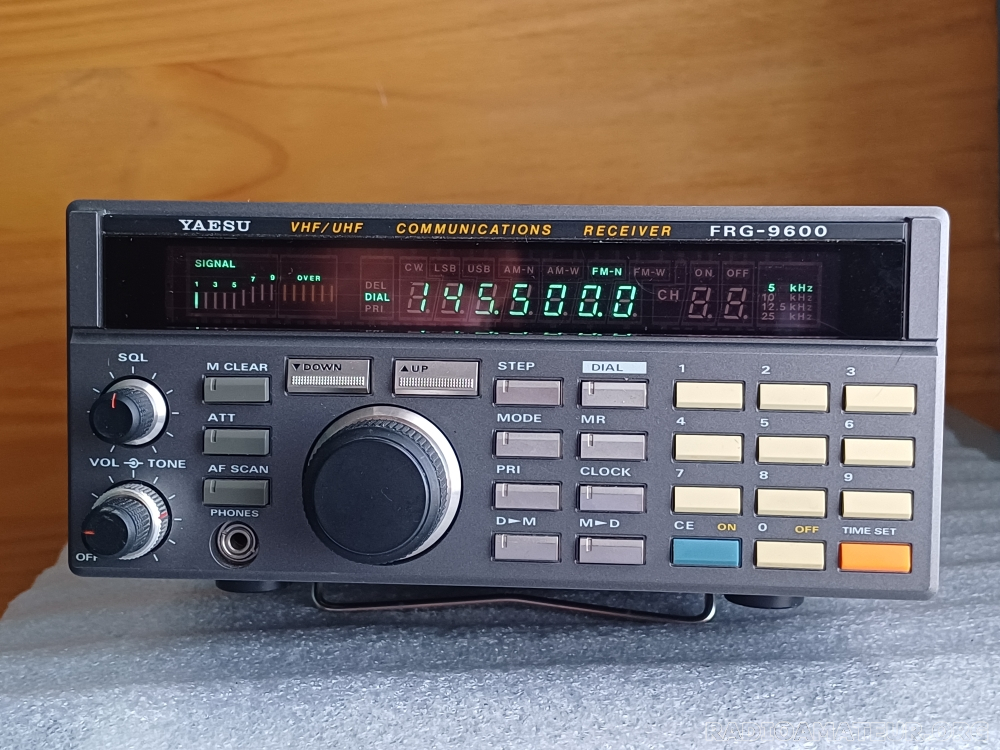 YAESU VHF/UHF COMMUNICATIONS RECEIVER FRG-9600
SIGNAL
1 3 5 7 9 OVER
CW LSB USB AM-N AM-W FM-N FM-W ON OFF
DEL
DIAL
PRI
145.500.0
CH
5 kHz
10 kHz
12.5 kHz
25 kHz
SQL
M CLEAR
▼DOWN
▲UP
STEP
DIAL
1 2 3
ATT
MODE
MR
4 5 6
VOL TONE
AF SCAN
PRI
CLOCK
7 8 9
OFF
PHONES
D►M
M►D
CE ON 0 OFF TIME SET